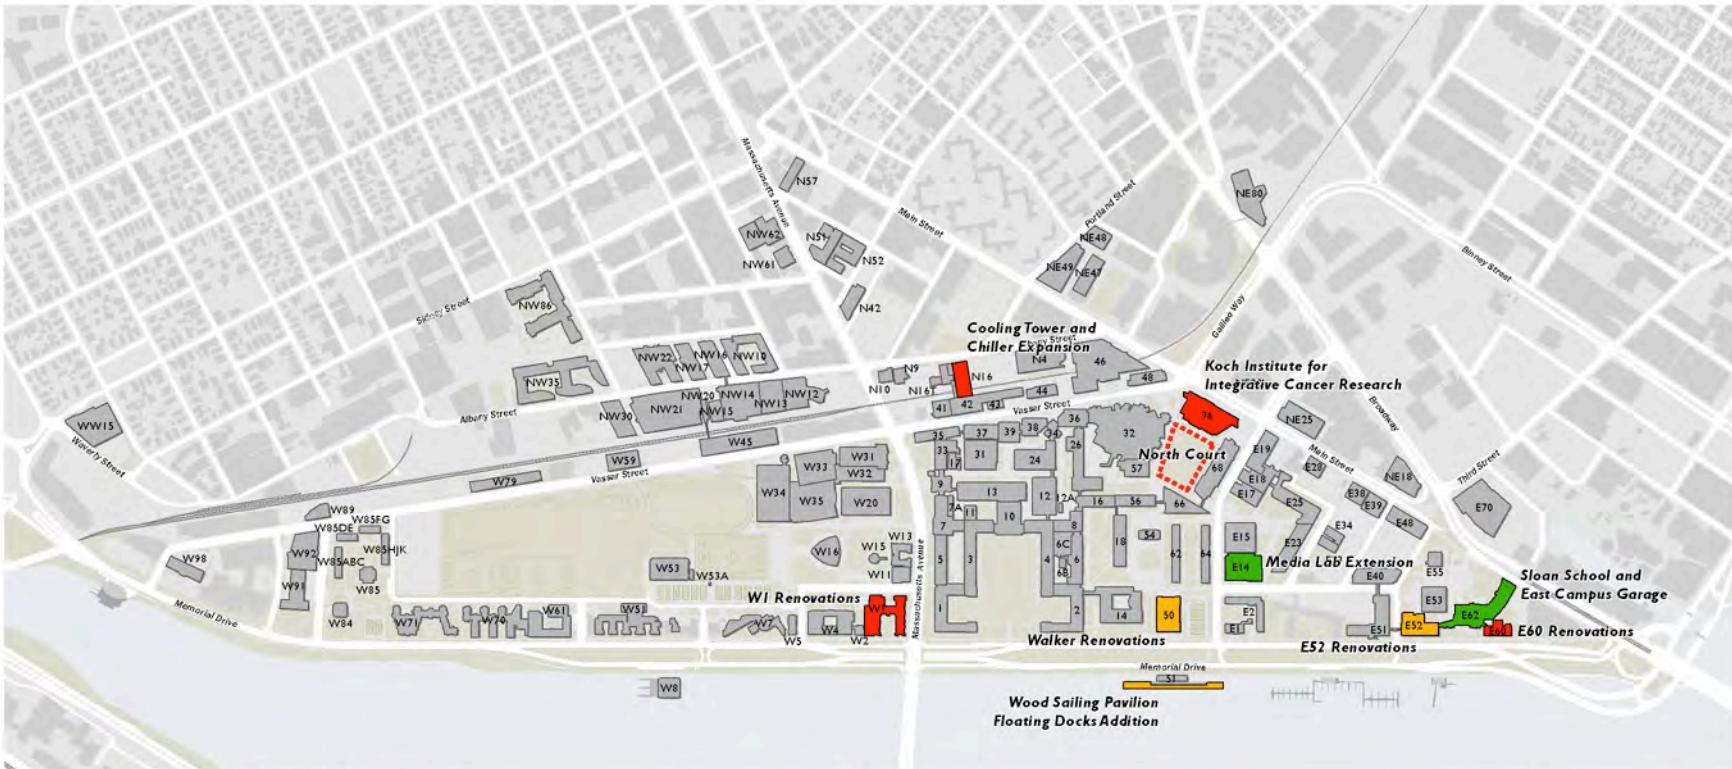 Massachusetts Avenue
N57
NE80
Portland Street
Main Street
NW62
N51
NE48
N52
NW61
NE49
NE47
Binney Street
NW86
Sidney Street
N42
Galileo Way
Cooling Tower and
Chiller Expansion
Street
N4
46
Koch Institute for
Integrative Cancer Research
NW22
NW16
NW10
NW17
NW35
N9
N16
N10
N16
48
44
NW20
NW14
NW12
NW13
NW15
NW21
NW30
Albany Street
41
42
43
Vassar Street
76
NE25
Broadway
WW15
Waverly Street
W45
W59
W79
Vassar Street
35
37
39
38
34
36
32
North Court
33
17
31
24
26
57
68
E19
E28
Main Street
NE18
Third Street
W31
W33
W32
W34
W35
W20
9
13
12
12A
16
56
66
E18
E17
E25
E38
E39
E48
E70
7A
11
10
7
8
W89
W85FG
W85DE
W92
W85HJK
W85ABC
W98
W91
W85
W84
W16
W15
W13
W11
W53
W53A
Massachusetts Avenue
5
3
4
6C
6
6B
18
54
62
64
E15
E23
E34
E14
Media Lab Extension
E40
E55
Sloan School and
East Campus Garage
W1 Renovations
Memorial Drive
W71
W70
W61
W51
W7
W5
W4
W2
1
2
14
50
E2
E1
E51
E53
E52
E62
E60 Renovations
Walker Renovations
E52 Renovations
Memorial Drive
51
W8
Wood Sailing Pavilion
Floating Docks Addition